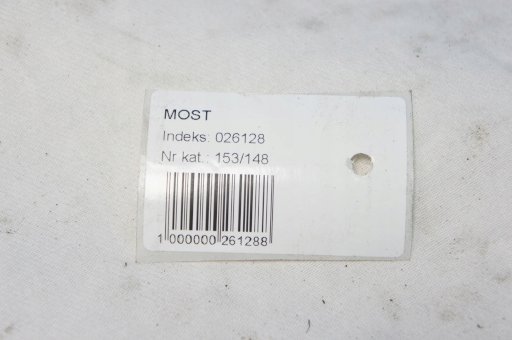 MOST
Indeks: 026128
Nr kat.: 153/148
1 000000 261288